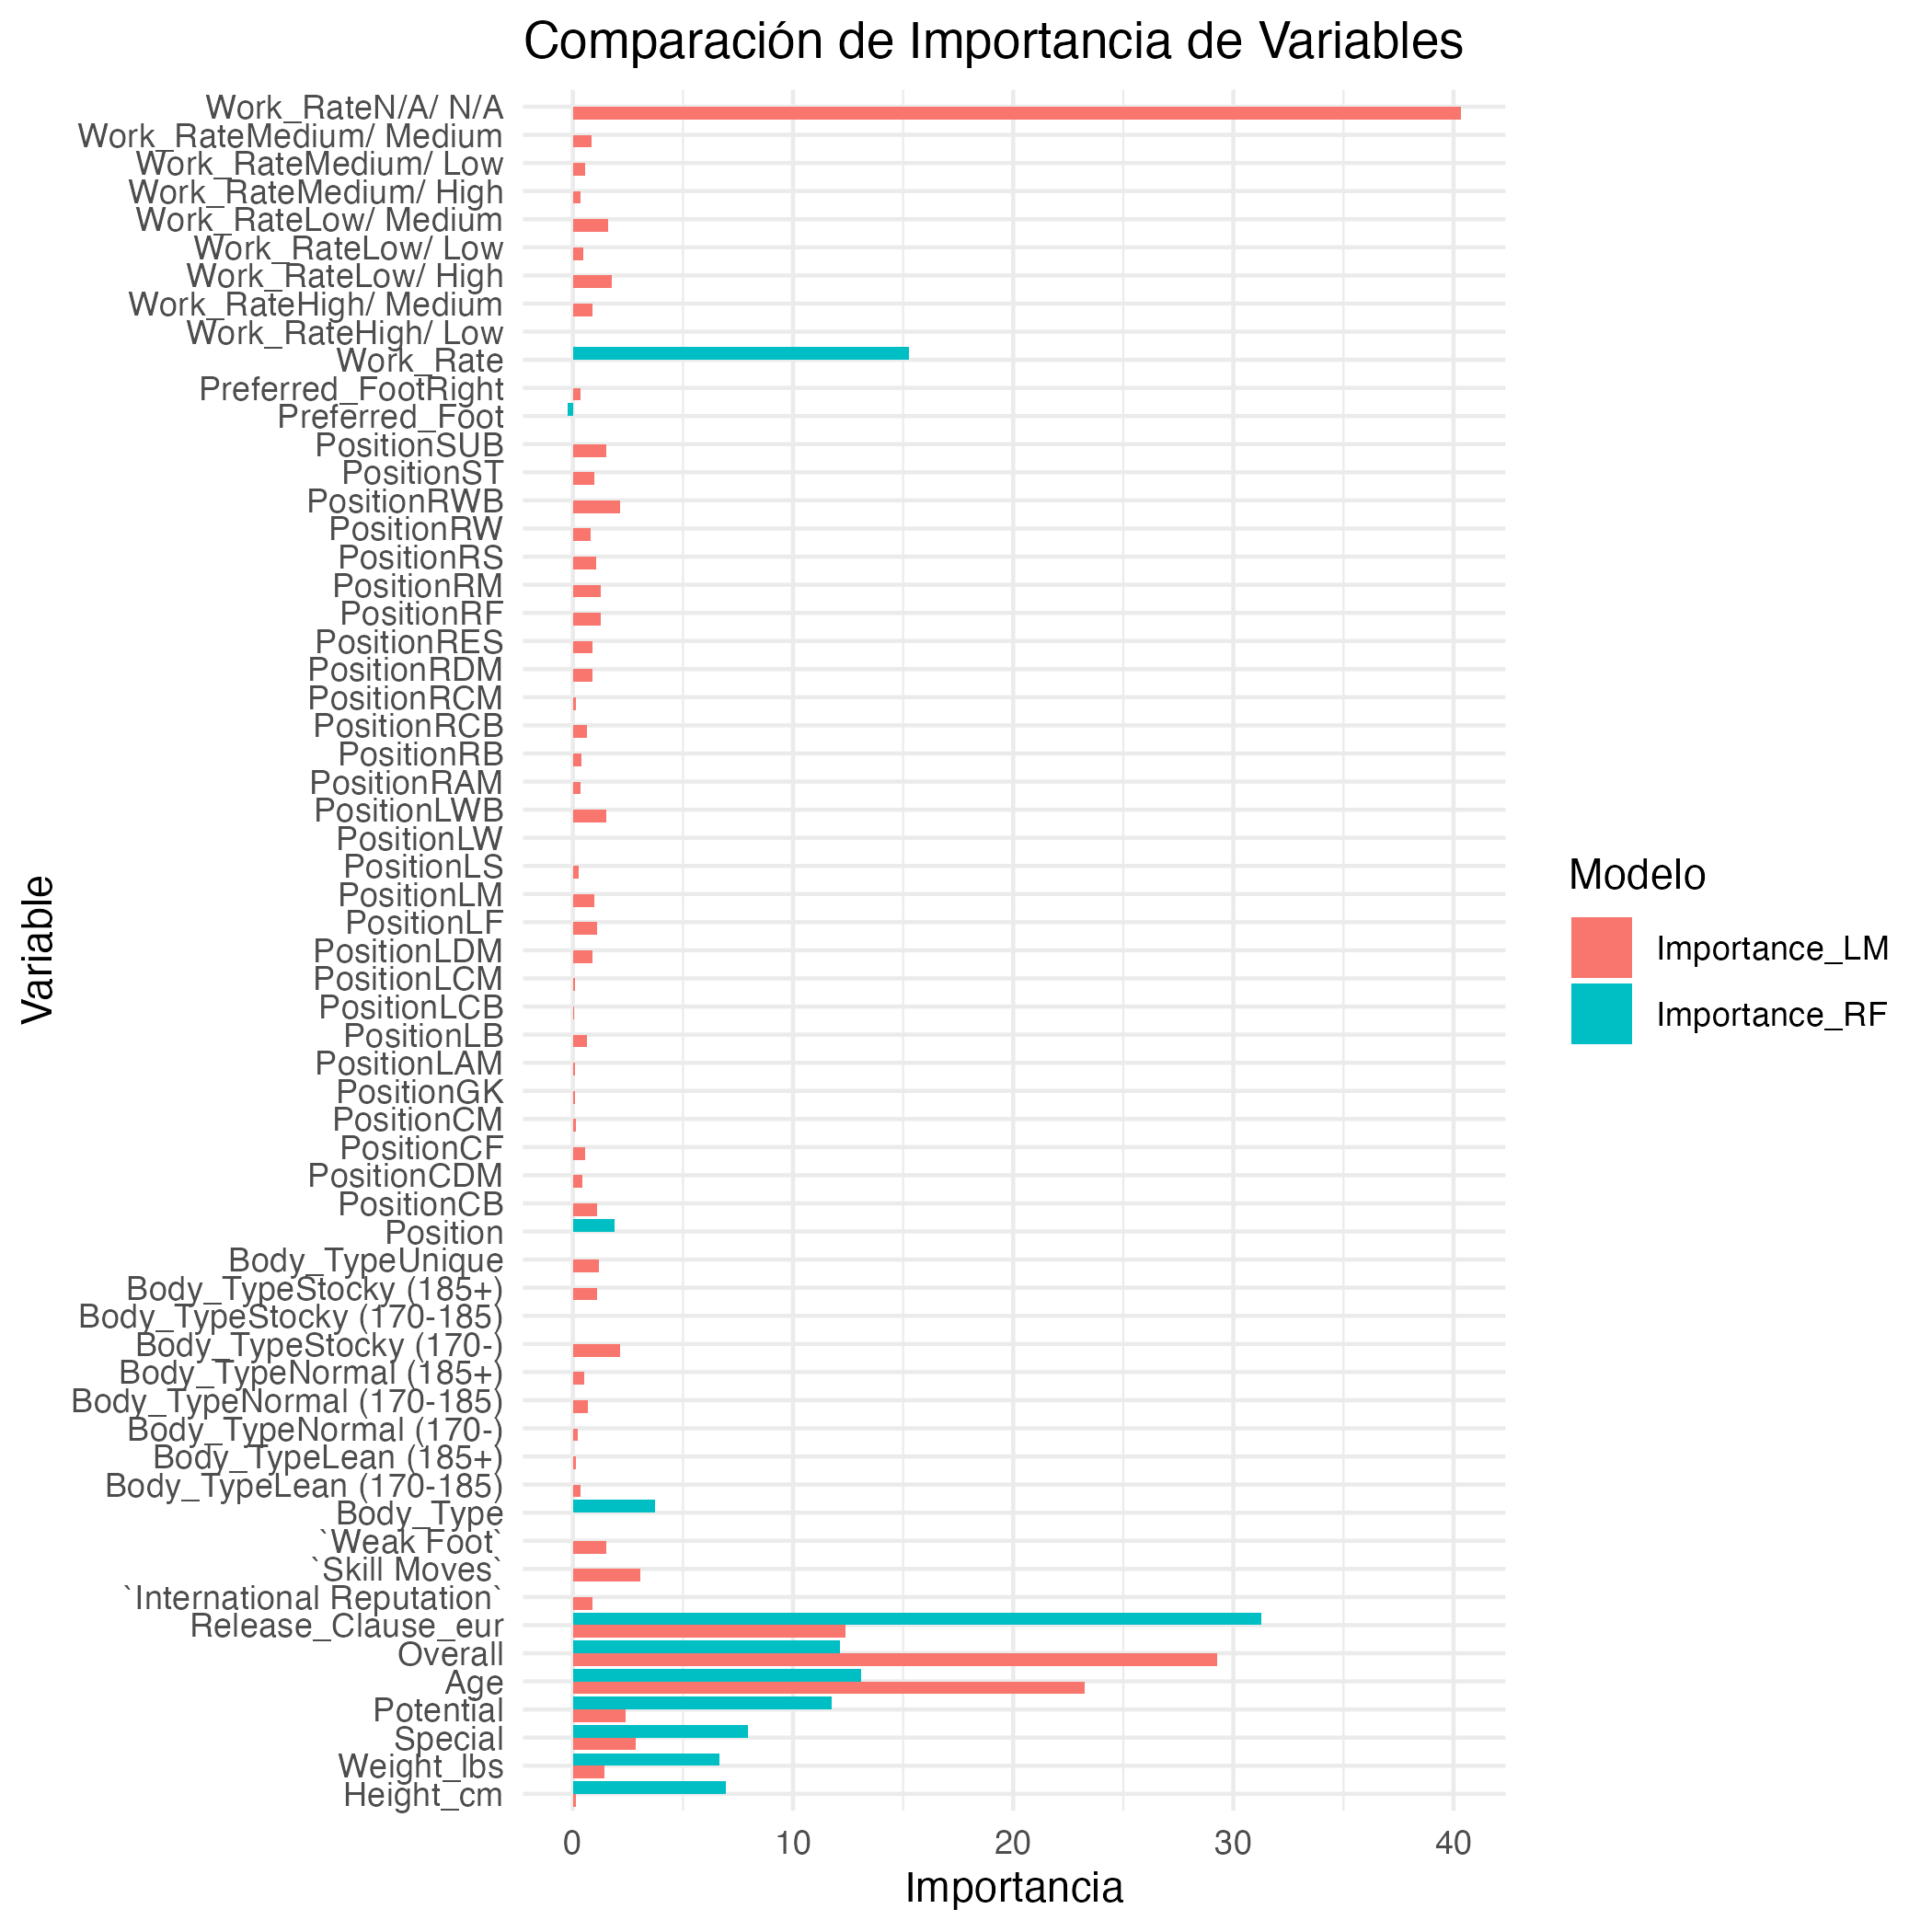 Comparación de Importancia de Variables
Work_RateN/A/ N/A
Work_RateMedium/ Medium
Work_RateMedium/ Low
Work_RateMedium/ High
Work_RateLow/ Medium
Work_RateLow/ Low
Work_RateLow/ High
Work_RateHigh/ Medium
Work_RateHigh/ Low
Work_Rate
Preferred_FootRight
Preferred_Foot
PositionSUB
PositionST
PositionRWB
PositionRW
PositionRS
PositionRM
PositionRF
PositionRES
PositionRDM
PositionRCM
PositionRCB
PositionRB
PositionRAM
PositionLWB
PositionLW
PositionLS
PositionLM
PositionLF
PositionLDM
PositionLCM
PositionLCB
PositionLB
PositionLAM
PositionGK
PositionCM
PositionCF
PositionCDM
PositionCB
Position
Body_TypeUnique
Body_TypeStocky (185+)
Body_TypeStocky (170-185)
Body_TypeStocky (170-)
Body_TypeNormal (185+)
Body_TypeNormal (170-185)
Body_TypeNormal (170-)
Body_TypeLean (185+)
Body_TypeLean (170-185)
Body_Type
`Weak Foot`
`Skill Moves`
`International Reputation`
Release_Clause_eur
Overall
Age
Potential
Special
Weight_lbs
Height_cm
0 10 20 30 40
Importancia
Variable
Modelo
Importance_LM
Importance_RF